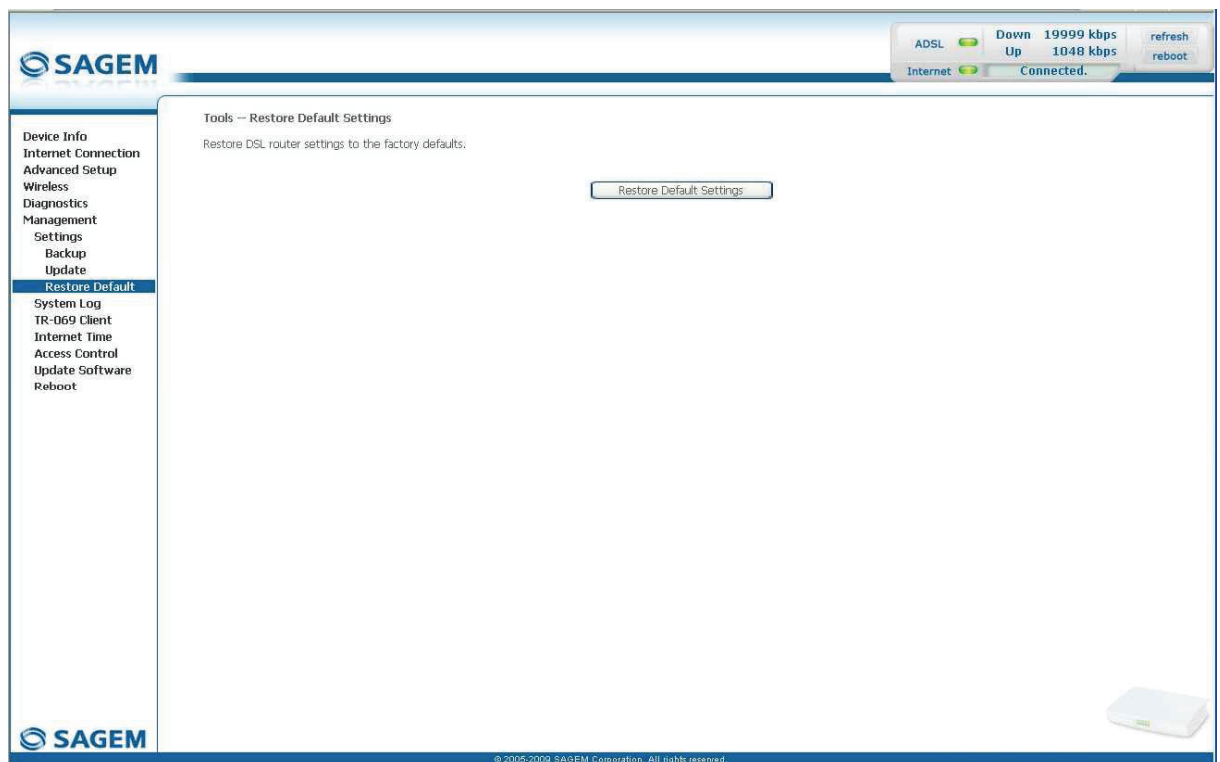 SAGEM
ADSL
Down 19999 kbps
Up 1048 kbps
refresh
reboot
Internet
Connected.
Device Info
Internet Connection
Advanced Setup
Wireless
Diagnostics
Management
Settings
Backup
Update
Restore Default
System Log
TR-069 Client
Internet Time
Access Control
Update Software
Reboot
Tools -- Restore Default Settings
Restore DSL router settings to the factory defaults.
Restore Default Settings
SAGEM
© 2005-2009 SAGEM Corporation. All rights reserved.